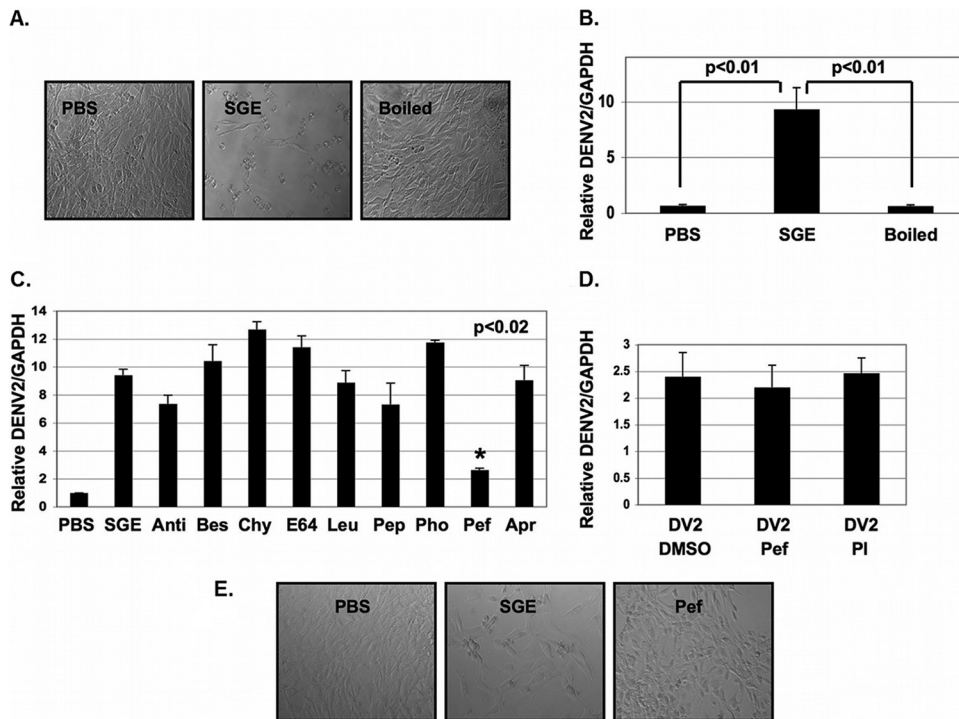 A.
PBS SGE Boiled
B.
Relative DENV2/GAPDH
p<0.01 p<0.01
10
5
0
PBS SGE Boiled
C.
Relative DENV2/GAPDH
p<0.02
14
12
10
8
6
4
2
0
*
PBS SGE Anti Bes Chy E64 Leu Pep Pho Pef Apr
D.
Relative DENV2/GAPDH
3
2.5
2
1.5
1
0.5
0
DV2 DV2 DV2
DMSO Pef PI
E.
PBS SGE Pef